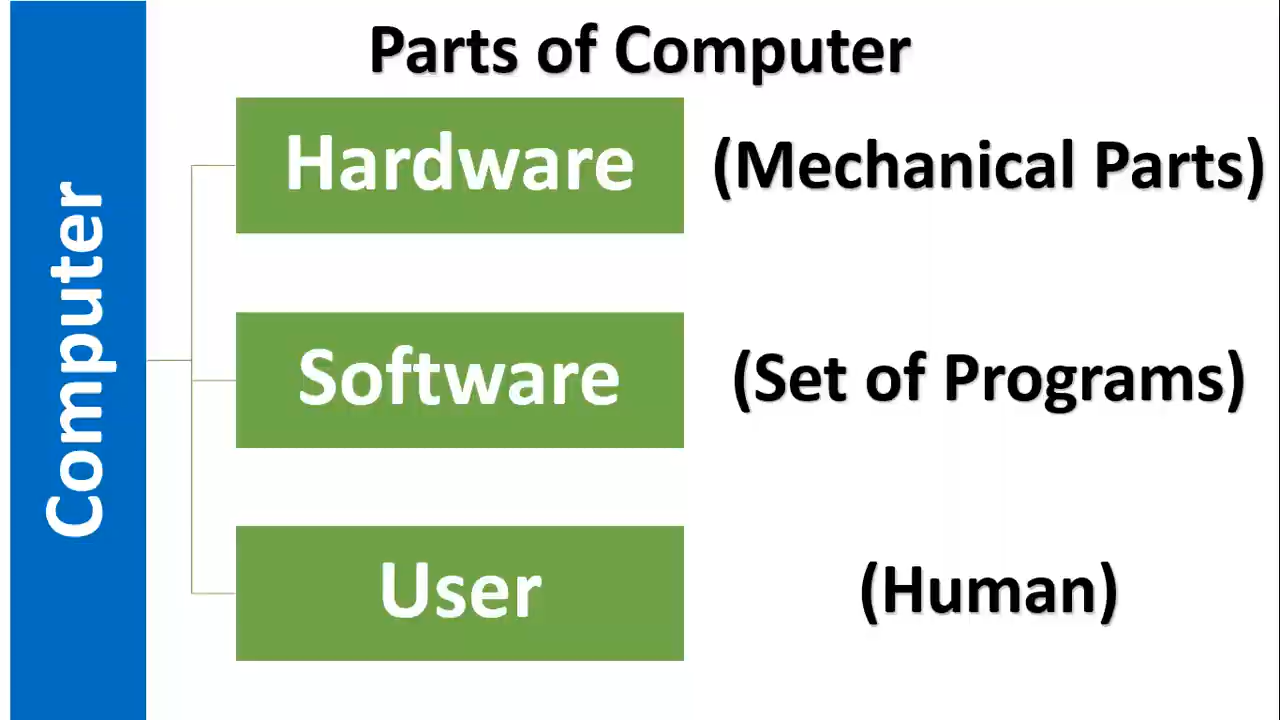 Parts of Computer
Computer
Hardware
(Mechanical Parts)
Software
(Set of Programs)
User
(Human)